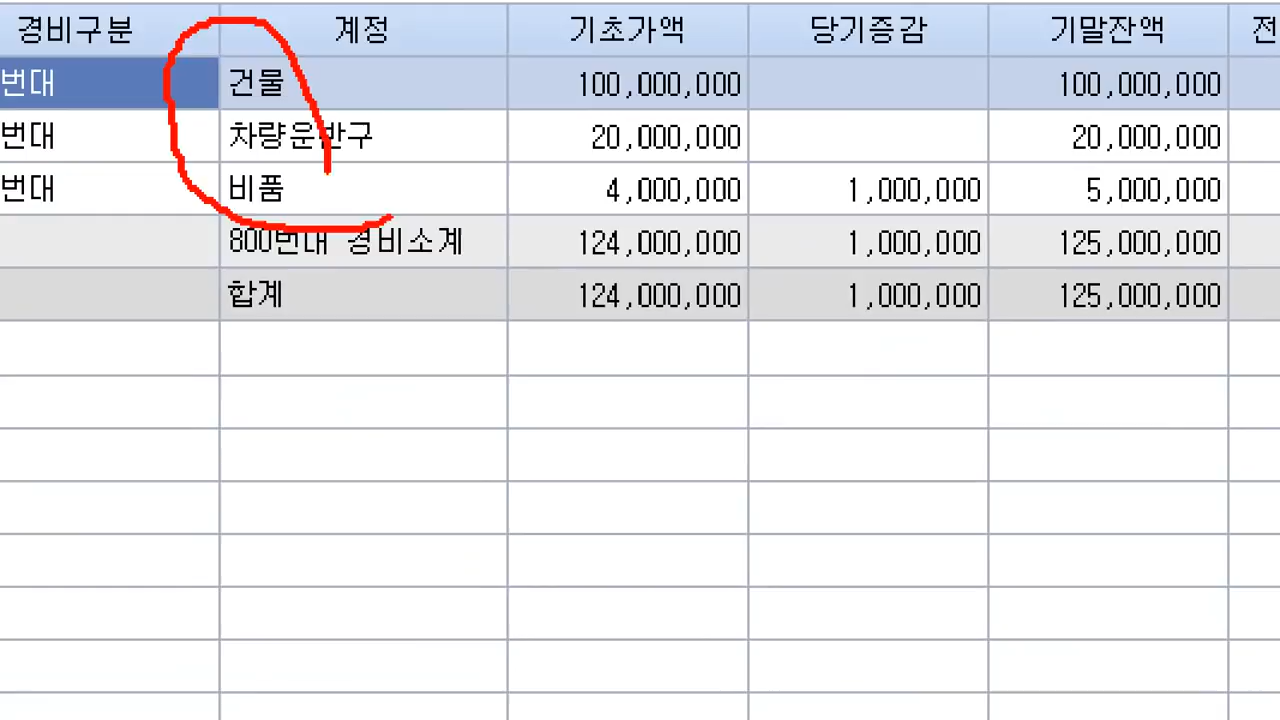 경비구분 계정 기초가액 당기증감 기말잔액 전
번대 건물 100,000,000 100,000,000
번대 차량운반구 20,000,000 20,000,000
번대 비품 4,000,000 1,000,000 5,000,000
800번대 경비소계 124,000,000 1,000,000 125,000,000
합계 124,000,000 1,000,000 125,000,000